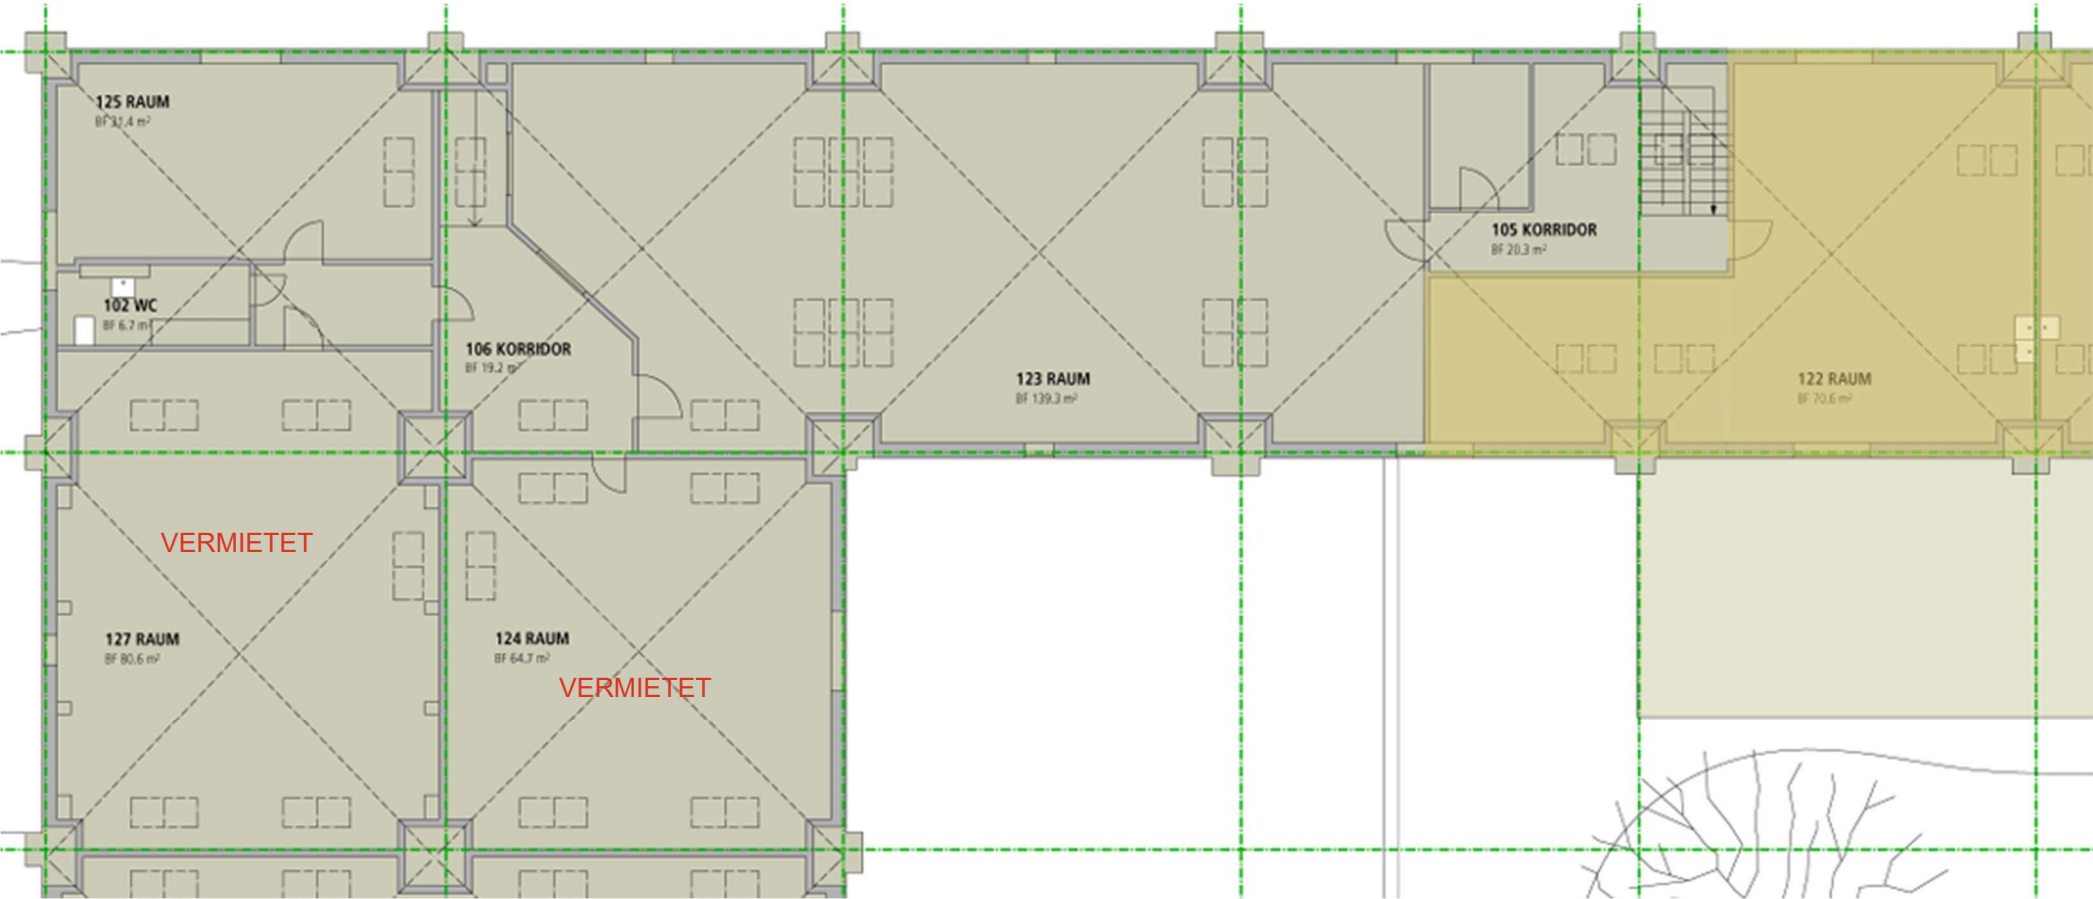 125 RAUM
BF 31.4 m²
102 WC
BF 6.7 m²
106 KORRIDOR
BF 19.2 m²
123 RAUM
BF 139.3 m²
105 KORRIDOR
BF 20.3 m²
122 RAUM
BF 70.6 m²
VERMIETET
127 RAUM
BF 80.6 m²
124 RAUM
BF 64.7 m²
VERMIETET